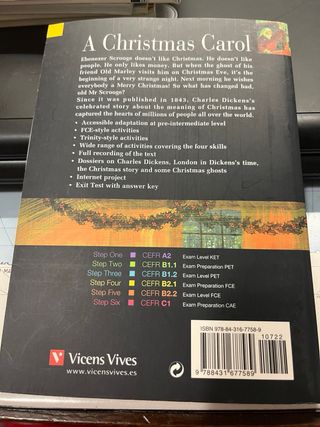 A Christmas Carol
Ebenezer Scrooge doesn't like Christmas. He doesn't like
people. He only likes money. But when the ghost of his
friend Old Marley visits him on Christmas Eve, it's the
beginning of a very strange night. Next morning he wishes
everybody a Merry Christmas! So what has changed bad,
old Mr Scrooge?
Since it was published in 1843, Charles Dickens's
celebrated story about the meaning of Christmas has
captured the hearts of millions of people all over the world.
• Accessible adaptation at pre-intermediate level
• FCE-style activities
• Trinity-style activities
• Wide range of activities covering the four skills
• Full recording of the text
• Dossiers on Charles Dickens, London in Dickens's time,
the Christmas story and some Christmas ghosts
• Internet project
• Exit Test with answer key
Step One CEFR A2 Exam Level KET
Step Two CEFR B1.1 Exam Preparation PET
Step Three CEFR B1.2 Exam Level PET
Step Four CEFR B2.1 Exam Preparation FCE
Step Five CEFR B2.2 Exam Level FCE
Step Six CEFR C1 Exam Preparation CAE
Vicens Vives
www.vicensvives.es
ISBN 978-84-316-7758-9
10722
9 788431 677589